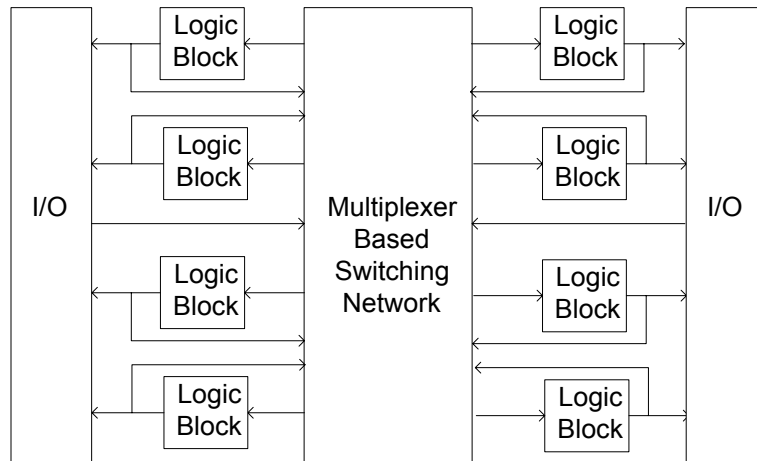 Logic
Block
Logic
Block
Logic
Block
Logic
Block
I/O
Multiplexer
Based
Switching
Network
I/O
Logic
Block
Logic
Block
Logic
Block
Logic
Block